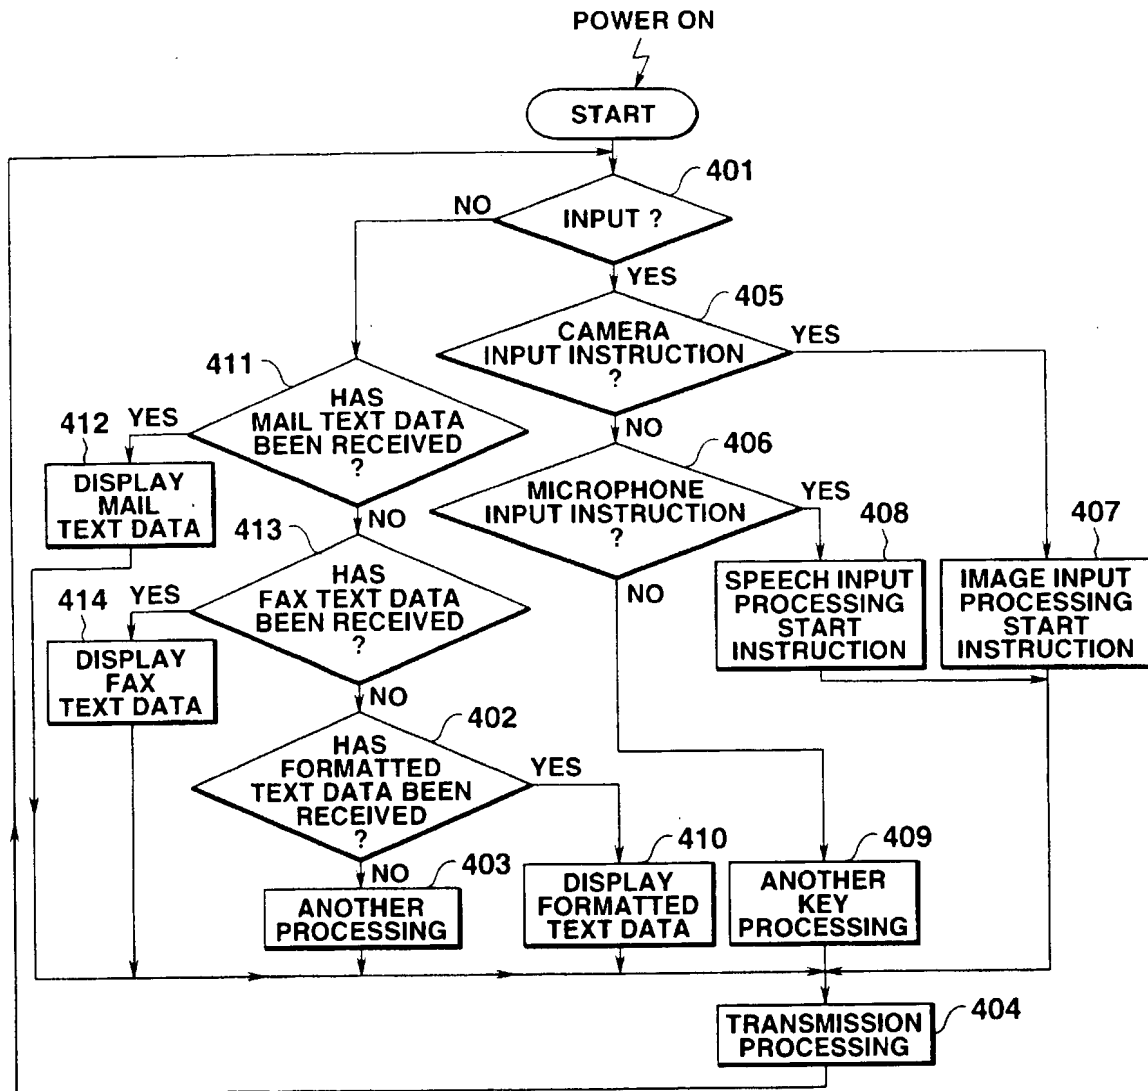 POWER ON
START
401
INPUT ?
NO
YES
405
CAMERA
INPUT INSTRUCTION
?
YES
NO
411
HAS
MAIL TEXT DATA
BEEN RECEIVED
?
YES
NO
412
DISPLAY
MAIL
TEXT DATA
406
MICROPHONE
INPUT INSTRUCTION
?
YES
NO
408
SPEECH INPUT
PROCESSING
START
INSTRUCTION
407
IMAGE INPUT
PROCESSING
START
INSTRUCTION
413
HAS
FAX TEXT DATA
BEEN RECEIVED
?
YES
NO
414
DISPLAY
FAX
TEXT DATA
402
HAS
FORMATTED
TEXT DATA BEEN
RECEIVED
?
YES
NO
403
ANOTHER
PROCESSING
410
DISPLAY
FORMATTED
TEXT DATA
409
ANOTHER
KEY
PROCESSING
TRANSMISSION
PROCESSING
404